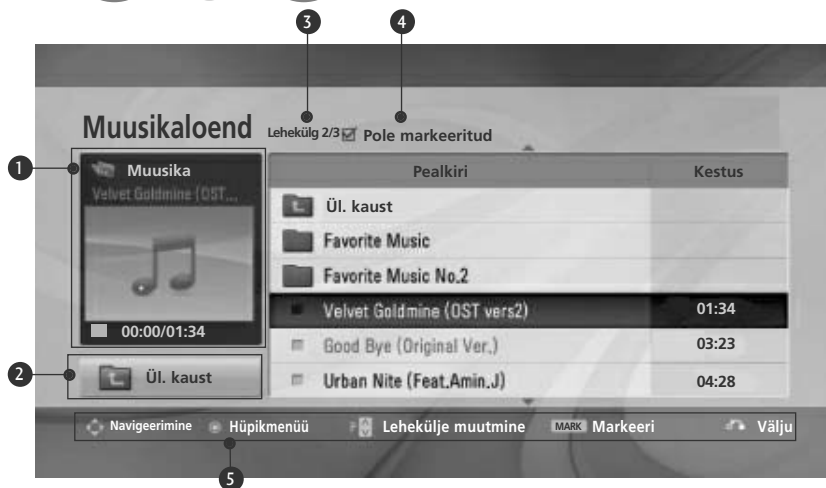 3 4
Muusikaloend Lehekülg 2/3 Pole markeeritud
1 Muusika
Velvet Goldmine (OST...
00:00/01:34
2 Ül. kaust
Pealkiri Kestus
Ül. kaust
Favorite Music
Favorite Music No.2
Velvet Goldmine (OST vers2) 01:34
Good Bye (Original Ver.) 03:23
Urban Nite (Feat.Amin.J) 04:28
Navigeerimine Hüpikmenüü P Lehekülje muutmine MARK Markeeri Välju
5